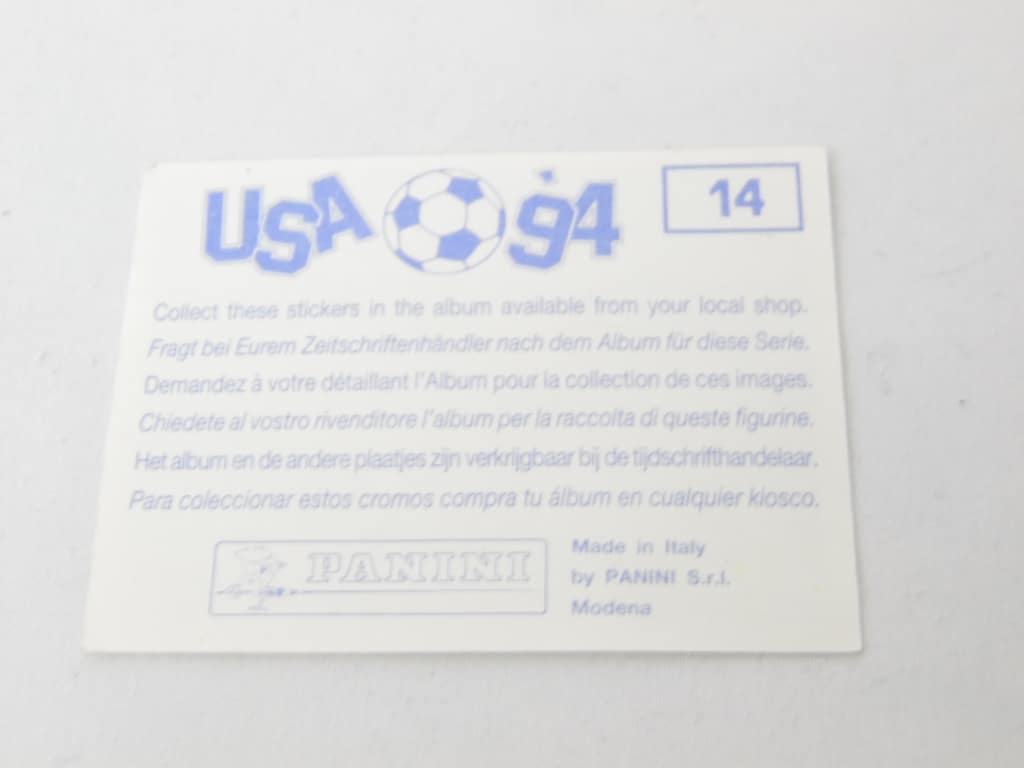 USA 94
14
Collect these stickers in the album available from your local shop.
Fragt bei Eurem Zeitschriftenhändler nach dem Album für diese Serie.
Demandez à votre détaillant l'Album pour la collection de ces images.
Chiedete al vostro rivenditore l'album per la raccolta di queste figurine.
Het album en de andere plaatjes zijn verkrijgbaar bij de tijdschrifthandelaar.
Para coleccionar estos cromos compra tu álbum en cualquier kiosco.
PANINI
Made in Italy
by PANINI S.r.l.
Modena